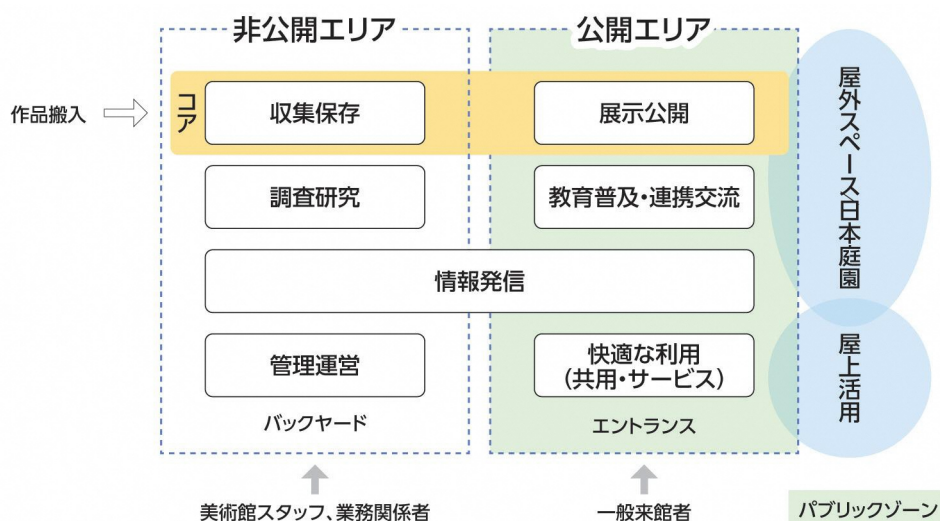 非公開エリア
公開エリア
作品搬入
コア
収集保存
展示公開
調査研究
教育普及・連携交流
情報発信
管理運営
快適な利用
（共用・サービス）
バックヤード
エントランス
屋外スペース日本庭園
屋上活用
美術館スタッフ、業務関係者
一般来館者
パブリックゾーン